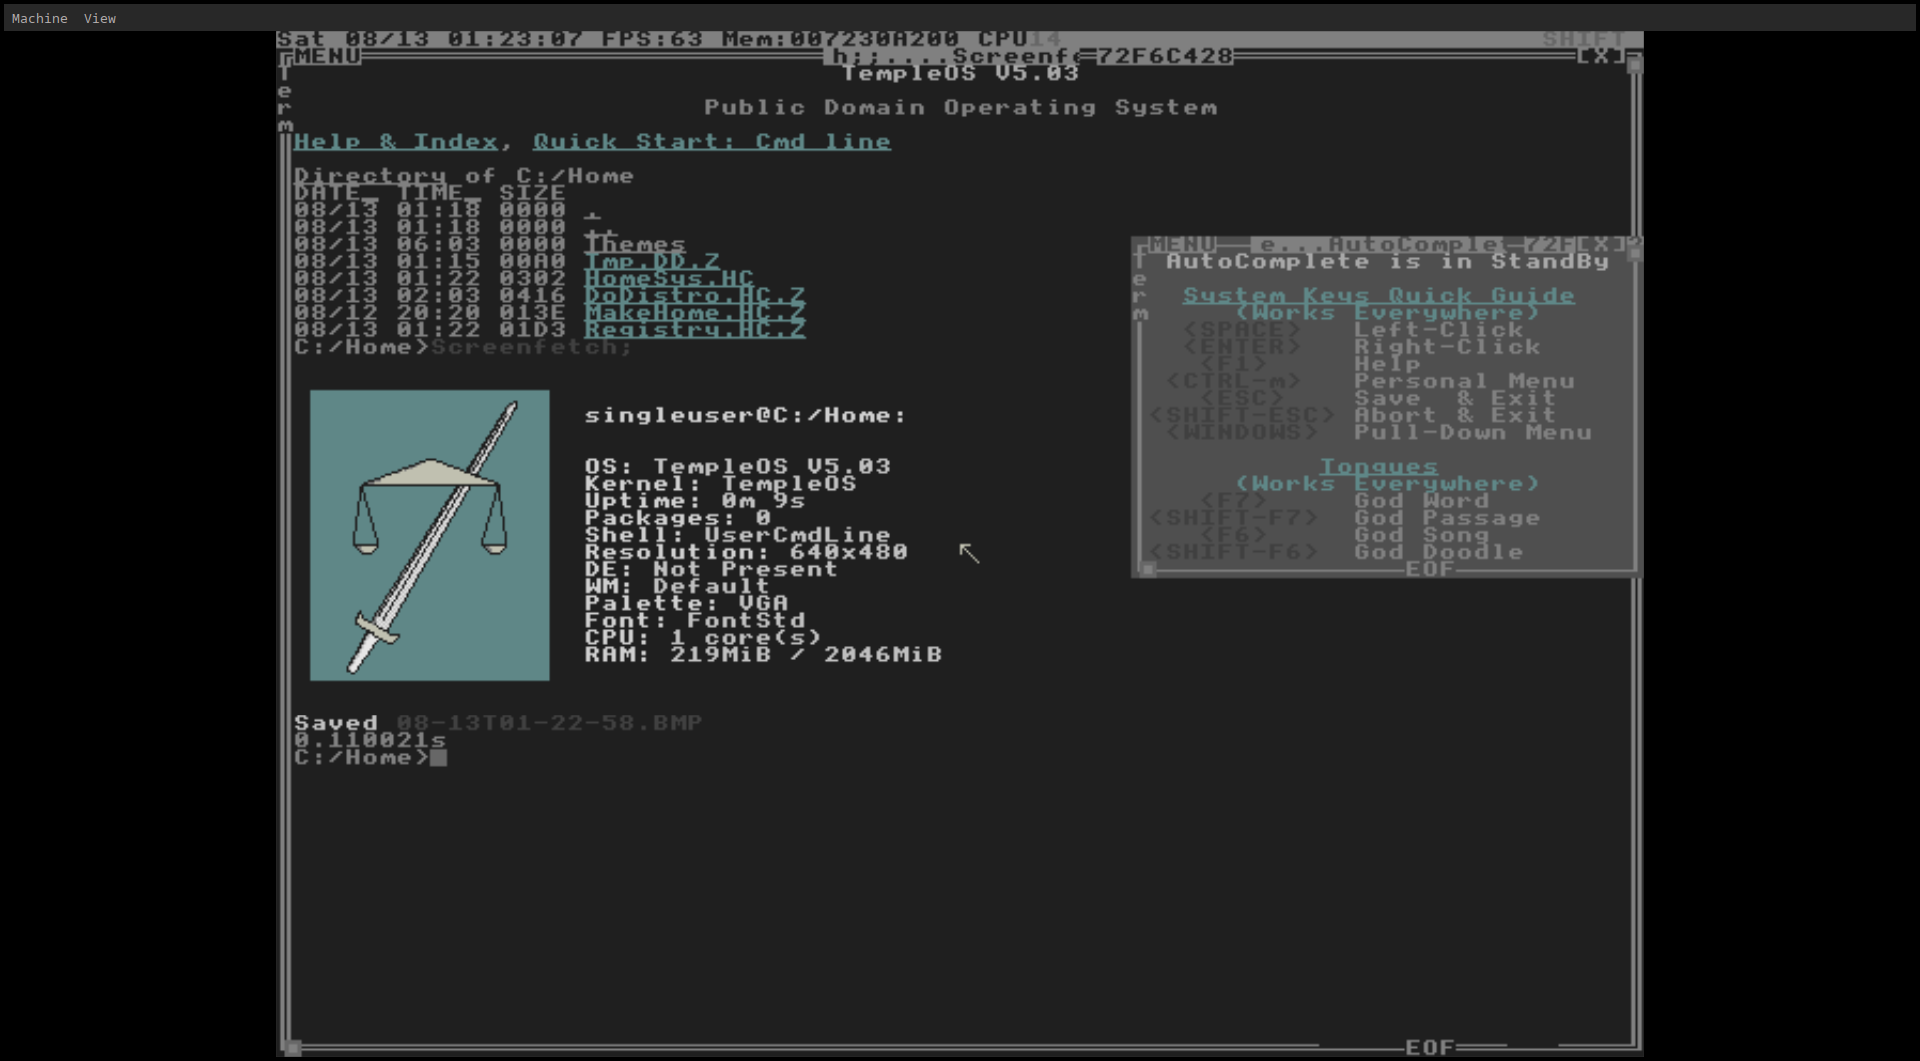 Machine View
Sat 08/13 01:23:07 FPS:63 Mem:007230A200 CPU14 SHIFT
MENU h;;....Screenfe 72F6C428 [X]
Term
TempleOS V5.03
Public Domain Operating System
Help & Index, Quick Start: Cmd line
Directory of C:/Home
DATE_ TIME_ SIZE
08/13 01:18 0000 .
08/13 01:18 0000 ..
08/13 06:03 0000 Themes
08/13 01:15 00A0 Tmp.DD.Z
08/13 01:22 0302 HomeSys.HC
08/13 02:03 0416 DoDistro.HC.Z
08/12 20:20 013E MakeHome.HC.Z
08/13 01:22 01D3 Registry.HC.Z
C:/Home>Screenfetch;
singleuser@C:/Home:
OS: TempleOS V5.03
Kernel: TempleOS
Uptime: 0m 9s
Packages: 0
Shell: UserCmdLine
Resolution: 640x480
DE: Not Present
WM: Default
Palette: VGA
Font: FontStd
CPU: 1 core(s)
RAM: 219MiB / 2046MiB
Saved 08-13T01-22-58.BMP
0.110021s
C:/Home>
EOF
MENU e...AutoComplet 72F[X]?
Term
AutoComplete is in StandBy
System Keys Quick Guide
(Works Everywhere)
<SPACE> Left-Click
<ENTER> Right-Click
<F1> Help
<CTRL-m> Personal Menu
<ESC> Save & Exit
<SHIFT-ESC> Abort & Exit
<WINDOWS> Pull-Down Menu
Tongues
(Works Everywhere)
<F7> God Word
<SHIFT-F7> God Passage
<F6> God Song
<SHIFT-F6> God Doodle
EOF